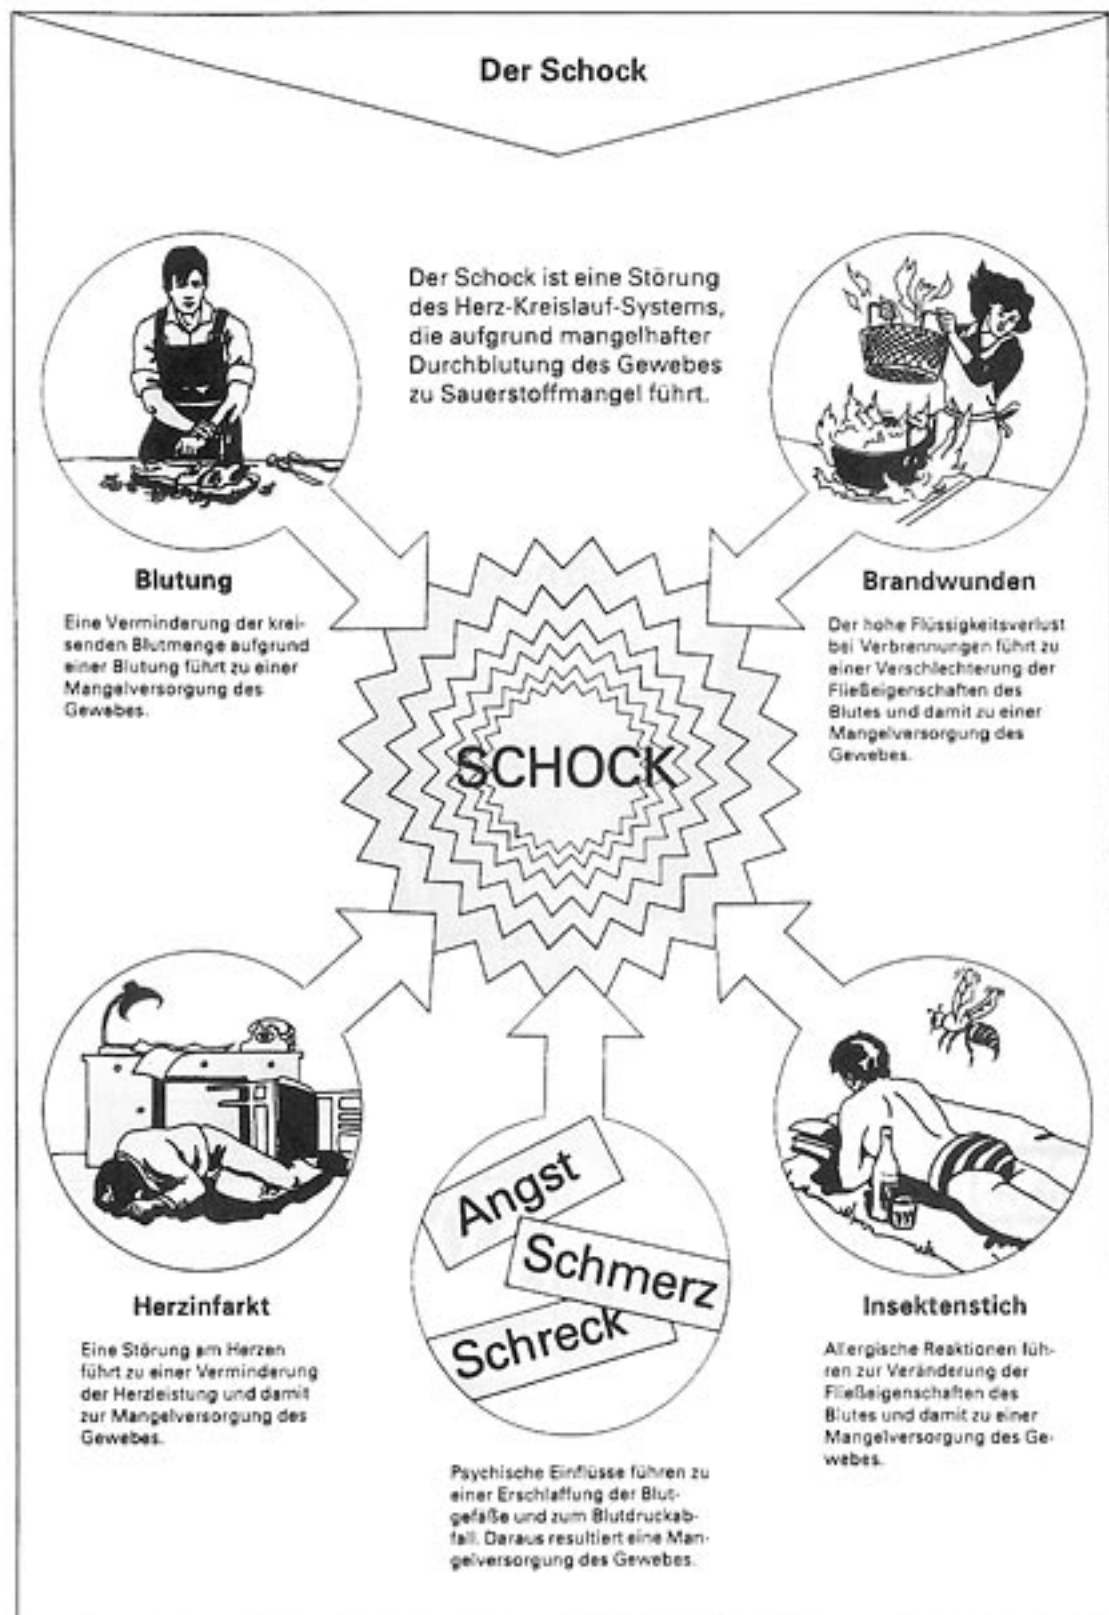 Der Schock
Der Schock ist eine Störung
des Herz-Kreislauf-Systems,
die aufgrund mangelhafter
Durchblutung des Gewebes
zu Sauerstoffmangel führt.
Blutung
Eine Verminderung der krei-
senden Blutmenge aufgrund
einer Blutung führt zu einer
Mangelversorgung des
Gewebes.
Brandwunden
Der hohe Flüssigkeitsverlust
bei Verbrennungen führt zu
einer Verschlechterung der
Fließeigenschaften des
Blutes und damit zu einer
Mangelversorgung des
Gewebes.
SCHOCK
Herzinfarkt
Eine Störung am Herzen
führt zu einer Verminderung
der Herzleistung und damit
zur Mangelversorgung des
Gewebes.
Angst
Schmerz
Schreck
Psychische Einflüsse führen zu
einer Erschlaffung der Blut-
gefäße und zum Blutdruckab-
fall. Daraus resultiert eine Man-
gelversorgung des Gewebes.
Insektenstich
Allergische Reaktionen füh-
ren zur Veränderung der
Fließeigenschaften des
Blutes und damit zu einer
Mangelversorgung des Ge-
webes.